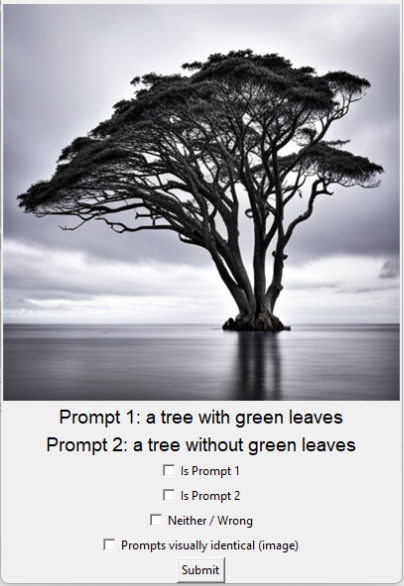 Prompt 1: a tree with green leaves
Prompt 2: a tree without green leaves
Is Prompt 1
Is Prompt 2
Neither / Wrong
Prompts visually identical (image)
Submit